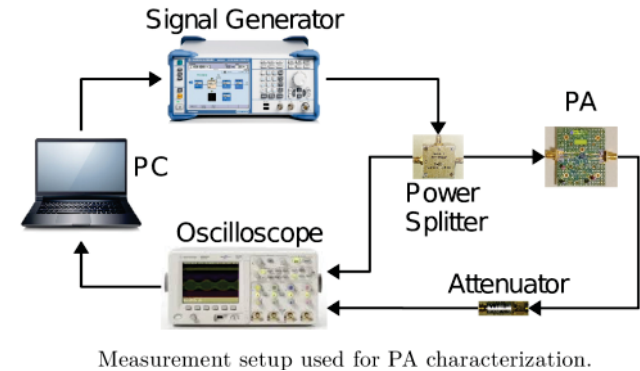 Signal Generator
PA
PC
Power
Splitter
Oscilloscope
Attenuator
Measurement setup used for PA characterization.